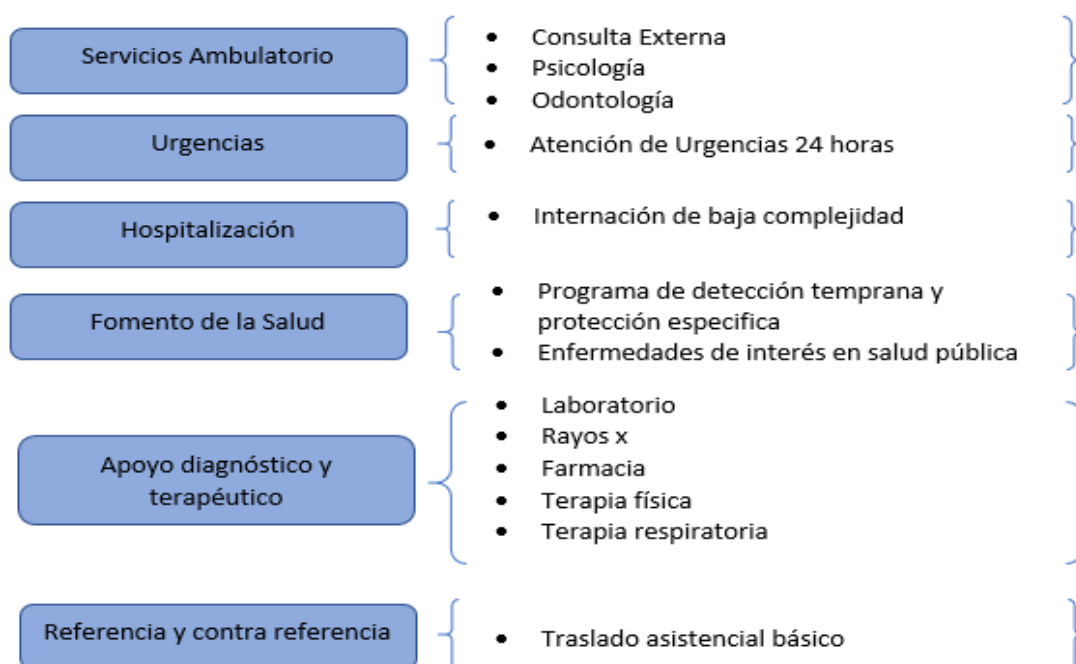 Servicios Ambulatorio
• Consulta Externa
• Psicología
• Odontología
Urgencias
• Atención de Urgencias 24 horas
Hospitalización
• Internación de baja complejidad
Fomento de la Salud
• Programa de detección temprana y
protección especifica
• Enfermedades de interés en salud pública
Apoyo diagnóstico y
terapéutico
• Laboratorio
• Rayos x
• Farmacia
• Terapia física
• Terapia respiratoria
Referencia y contra referencia
• Traslado asistencial básico